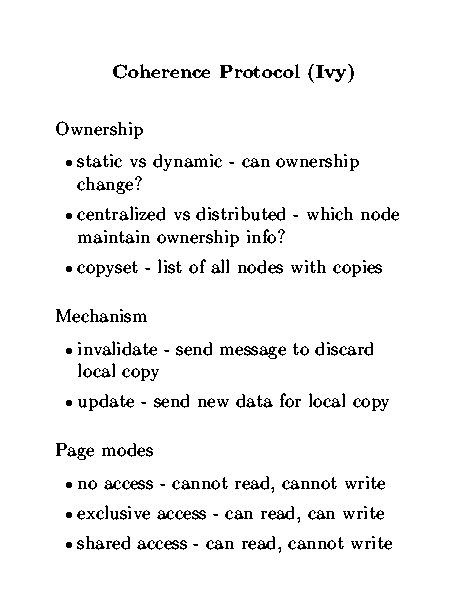 Coherence Protocol (Ivy)
Ownership
• static vs dynamic - can ownership
change?
• centralized vs distributed - which node
maintain ownership info?
• copyset - list of all nodes with copies
Mechanism
• invalidate - send message to discard
local copy
• update - send new data for local copy
Page modes
• no access - cannot read, cannot write
• exclusive access - can read, can write
• shared access - can read, cannot write